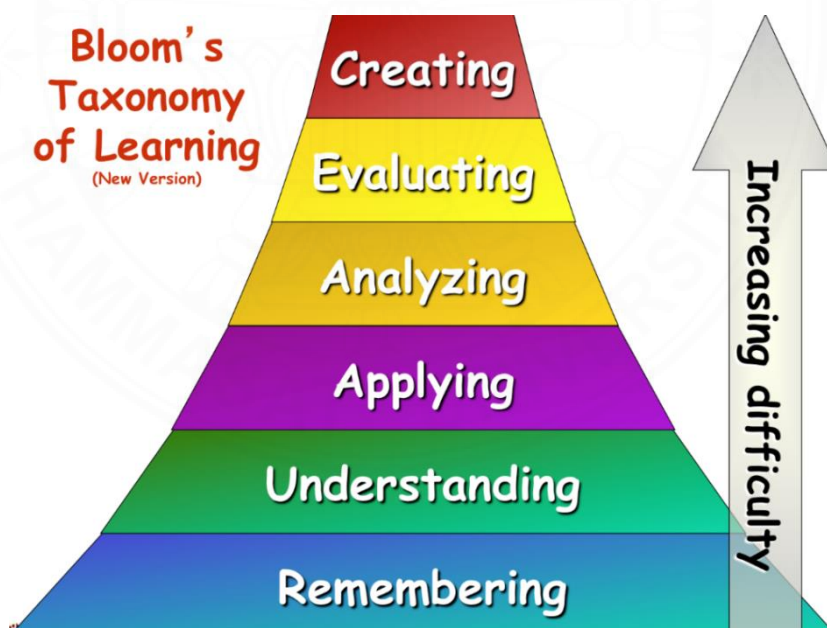 Bloom's
Taxonomy
of Learning
(New Version)
Creating
Evaluating
Analyzing
Applying
Understanding
Remembering
Increasing difficulty